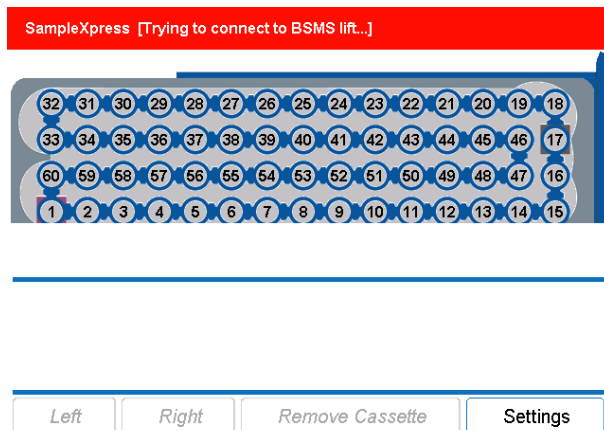 SampleXpress [Trying to connect to BSMS lift...]
32 31 30 29 28 27 26 25 24 23 22 21 20 19 18
33 34 35 36 37 38 39 40 41 42 43 44 45 46 17
60 59 58 57 56 55 54 53 52 51 50 49 48 47 16
1 2 3 4 5 6 7 8 9 10 11 12 13 14 15
Left Right Remove Cassette Settings